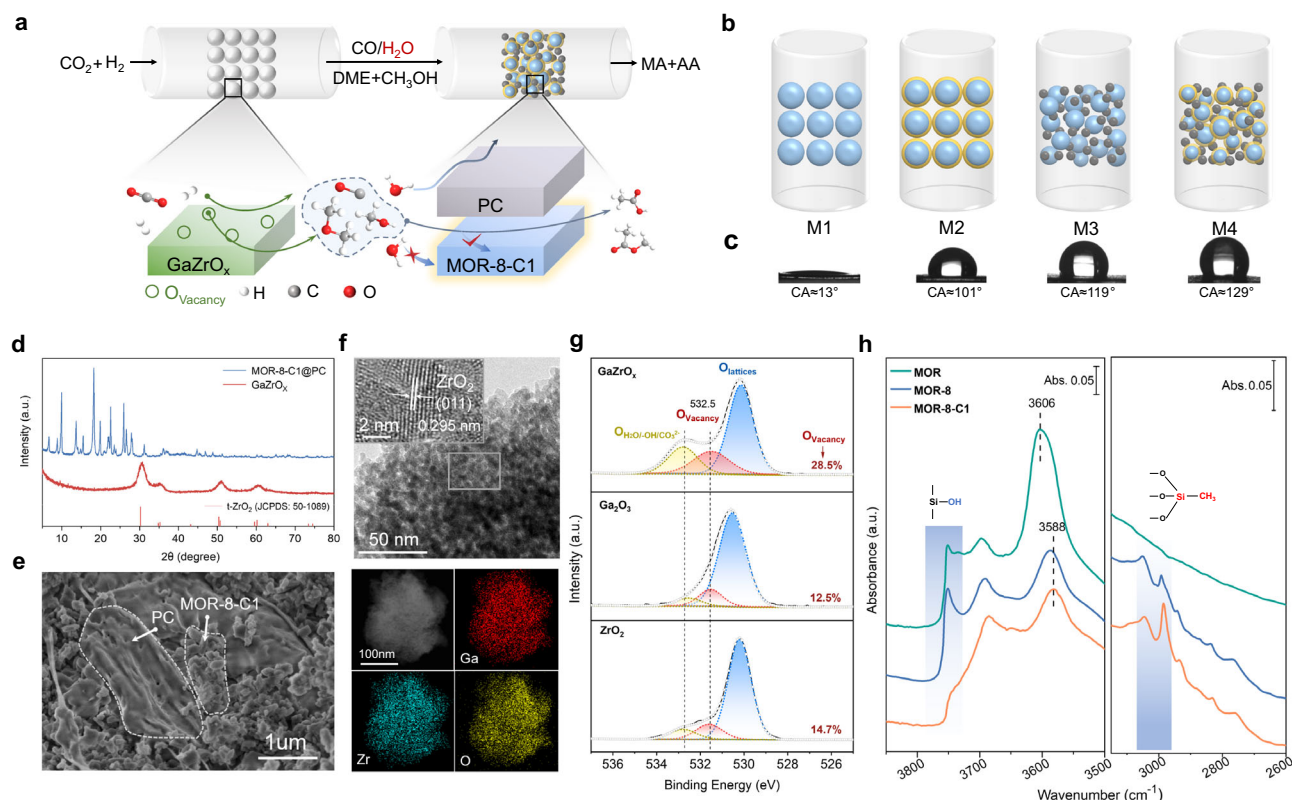 a
CO₂ + H₂
CO/H₂O
DME+CH₃OH
MA+AA
GaZrOₓ
PC
MOR-8-C1
O_Vacancy
H
C
O
b
M1
M2
M3
M4
c
CA≈13°
CA≈101°
CA≈119°
CA≈129°
d
Intensity (a.u.)
MOR-8-C1@PC
GaZrOₓ
t-ZrO₂ (JCPDS: 50-1089)
5 10 20 30 40 50 60 70 80
2θ (degree)
e
PC
MOR-8-C1
1um
f
ZrO₂
(011)
2 nm
0.295 nm
50 nm
100nm
Ga
Zr
O
g
Intensity (a.u.)
GaZrOₓ
O_lattices
532.5
O_Vacancy
O_H₂O/-OH/CO₃²⁻
O_Vacancy
28.5%
Ga₂O₃
12.5%
ZrO₂
14.7%
536 534 532 530 528 526
Binding Energy (eV)
h
Absorbance (a.u.)
MOR
MOR-8
MOR-8-C1
Abs. 0.05
3606
Si-OH
3588
Abs. 0.05
O
O Si CH₃
O
3800 3700 3600 3500 3000 2800 2600
Wavenumber (cm⁻¹)